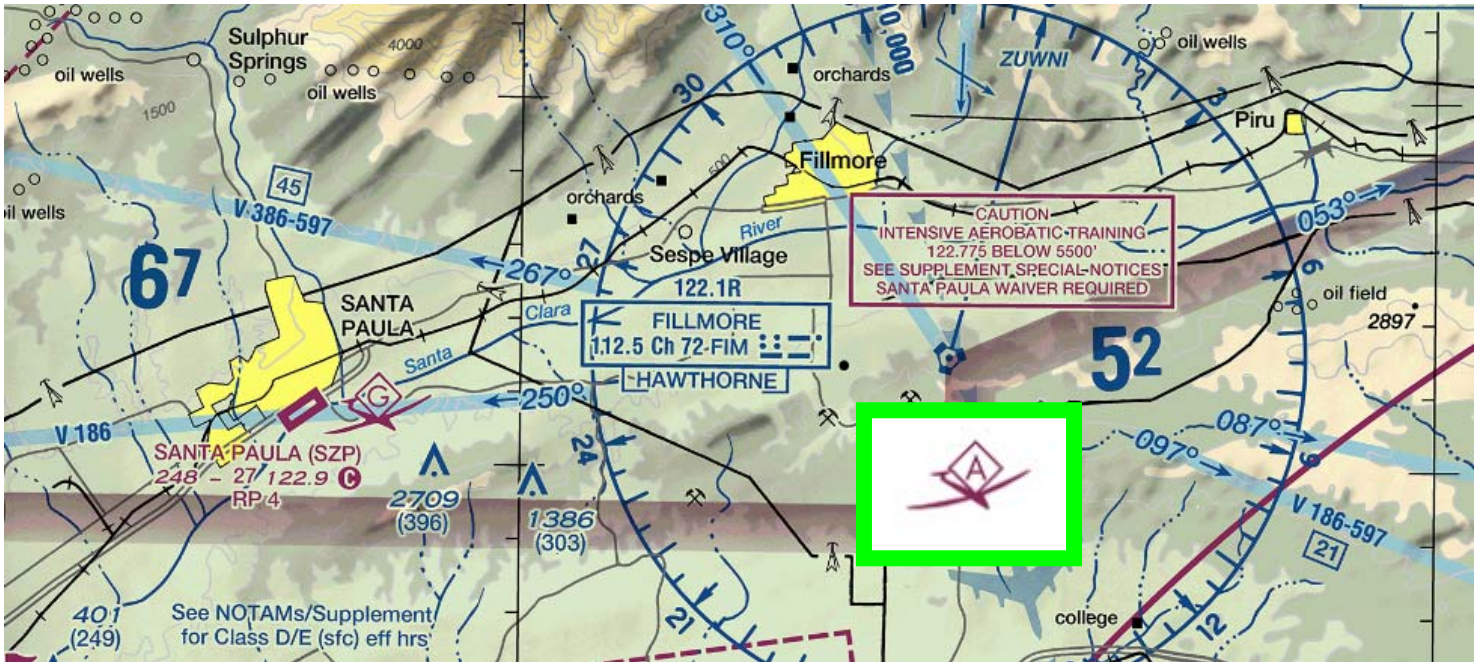 Sulphur
Springs
oil wells
oil wells
4000
1500
310°
10,000
ZUWNI
oil wells
orchards
30
3
Piru
500
Fillmore
45
V 386-597
oil wells
orchards
67
27
267°
Sespe Village
River
CAUTION
INTENSIVE AEROBATIC TRAINING
122.775 BELOW 5500'
SEE SUPPLEMENT SPECIAL NOTICES
SANTA PAULA WAIVER REQUIRED
053°
6
oil field
2897
SANTA
PAULA
Santa
Clara
122.1R
FILLMORE
112.5 Ch 72-FIM
HAWTHORNE
52
G
250°
V 186
24
SANTA PAULA (SZP)
248 - 27 122.9 C
RP 4
2709
(396)
1386
(303)
A
087°
097°
9
V 186-597
21
401
(249)
See NOTAMs/Supplement
for Class D/E (sfc) eff hrs
21
college
12